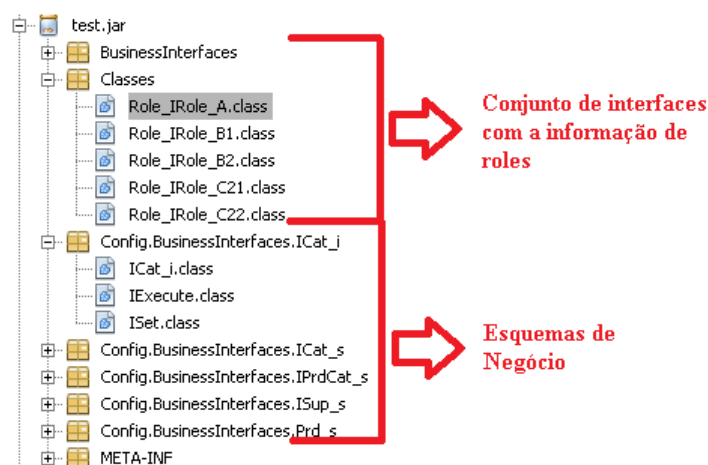 test.jar
BusinessInterfaces
Classes
Role_IRole_A.class
Role_IRole_B1.class
Role_IRole_B2.class
Role_IRole_C21.class
Role_IRole_C22.class
Conjunto de interfaces
com a informação de
roles
Config.BusinessInterfaces.ICat_i
ICat_i.class
IExecute.class
ISet.class
Config.BusinessInterfaces.ICat_s
Config.BusinessInterfaces.IPrdCat_s
Config.BusinessInterfaces.ISup_s
Config.BusinessInterfaces.Prd_s
META-INF
Esquemas de
Negócio